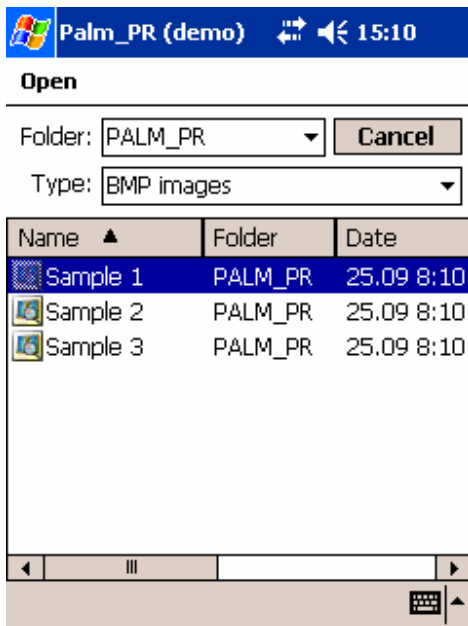 Palm_PR (demo) 15:10
Open
Folder: PALM_PR Cancel
Type: BMP images
Name Folder Date
Sample 1 PALM_PR 25.09 8:10
Sample 2 PALM_PR 25.09 8:10
Sample 3 PALM_PR 25.09 8:10